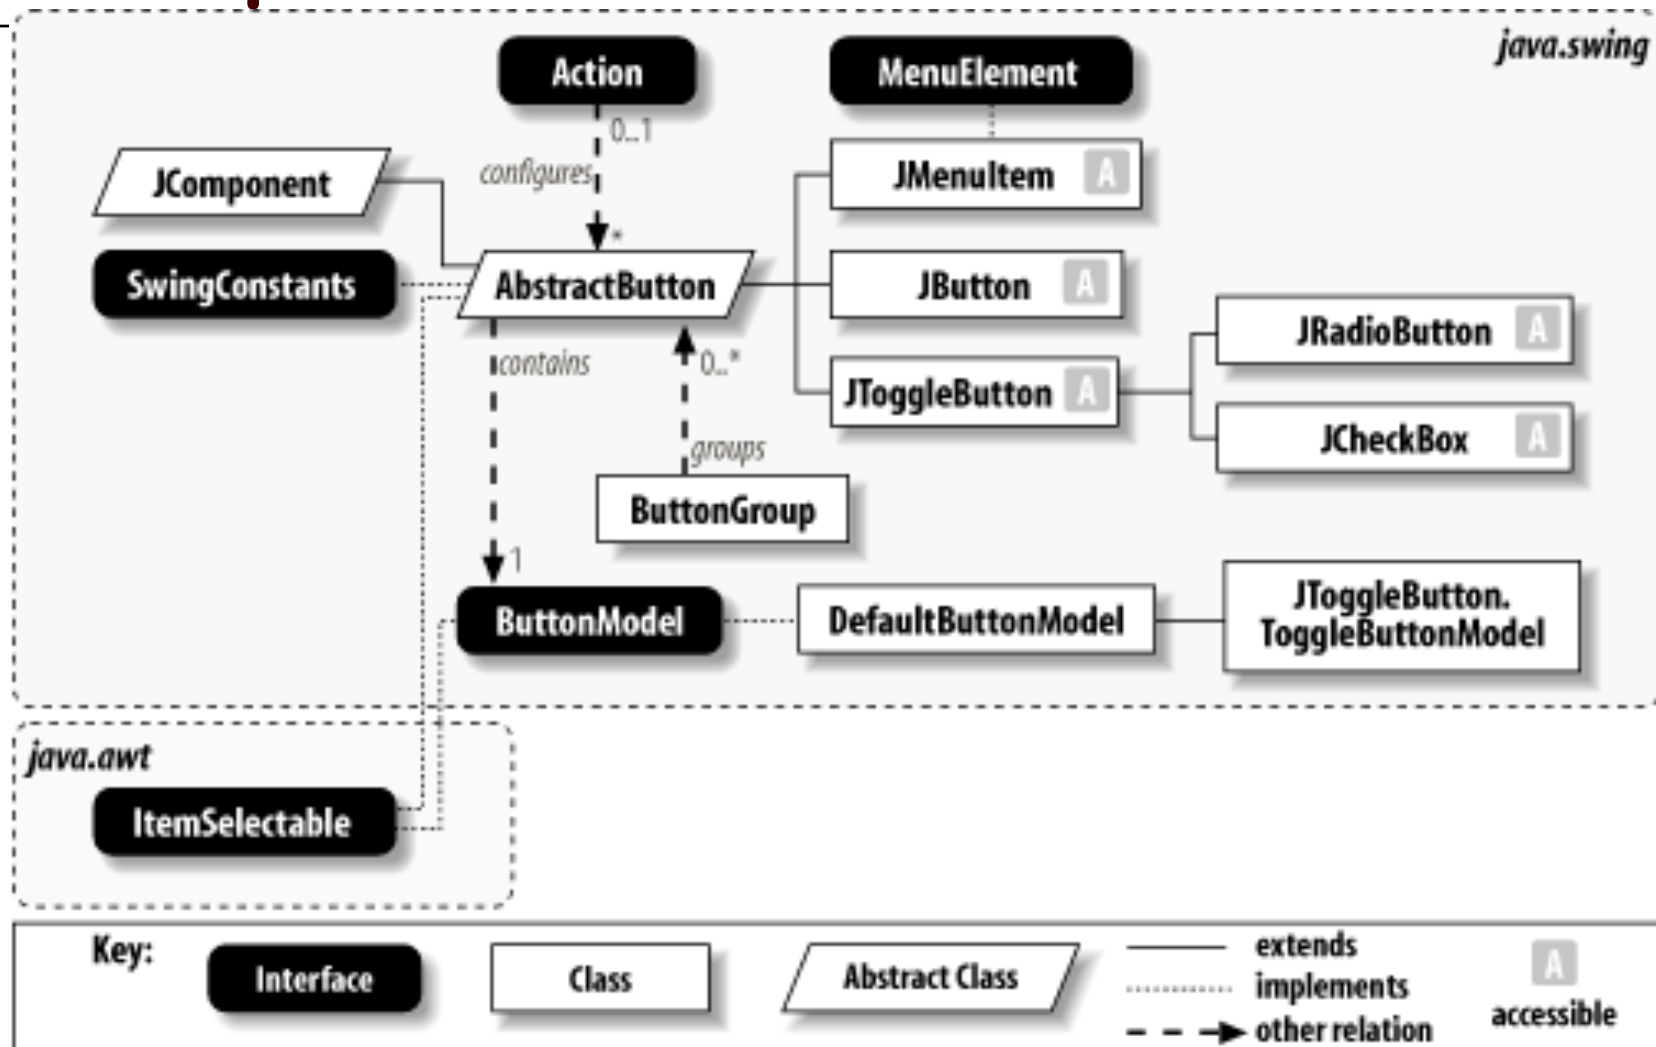 java.swing
Action
MenuElement
0..1
configures
JComponent
JMenuItem A
*
SwingConstants
AbstractButton
JButton A
JRadioButton A
contains
0..*
JToggleButton A
JCheckBox A
groups
ButtonGroup
1
ButtonModel
DefaultButtonModel
JToggleButton.
ToggleButtonModel
java.awt
ItemSelectable
Key:
Interface
Class
Abstract Class
extends
implements
other relation
A
accessible